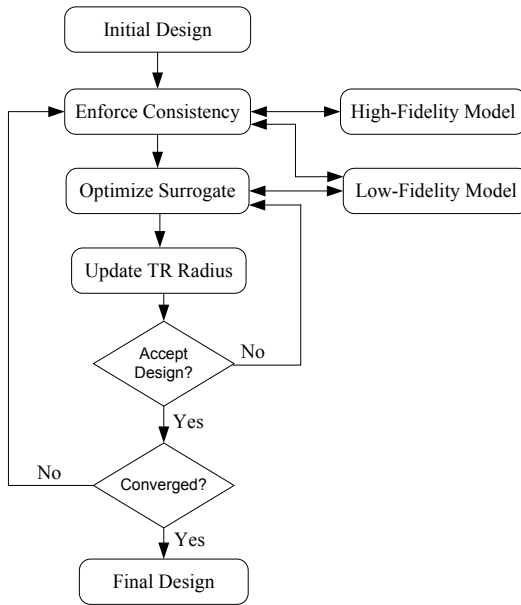 Initial Design
Enforce Consistency
High-Fidelity Model
Optimize Surrogate
Low-Fidelity Model
Update TR Radius
Accept
Design?
No
Yes
No
Converged?
Yes
Final Design